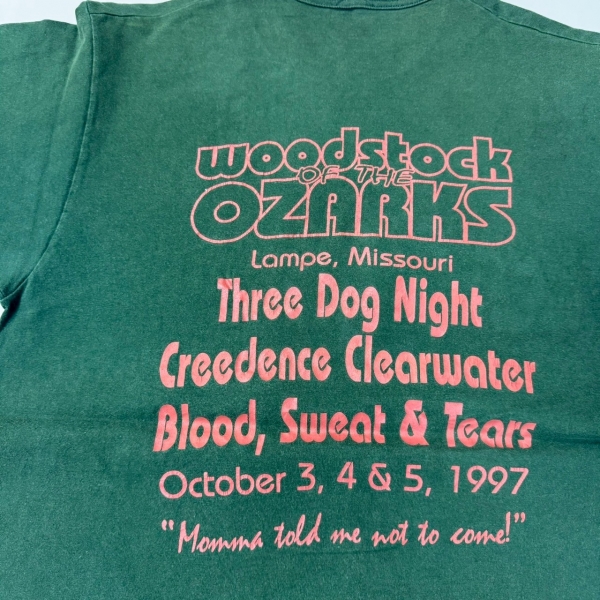 woodstock
OF THE
OZARKS
Lampe, Missouri
Three Dog Night
Creedence Clearwater
Blood, Sweat & Tears
October 3, 4 & 5, 1997
"Momma told me not to come!"